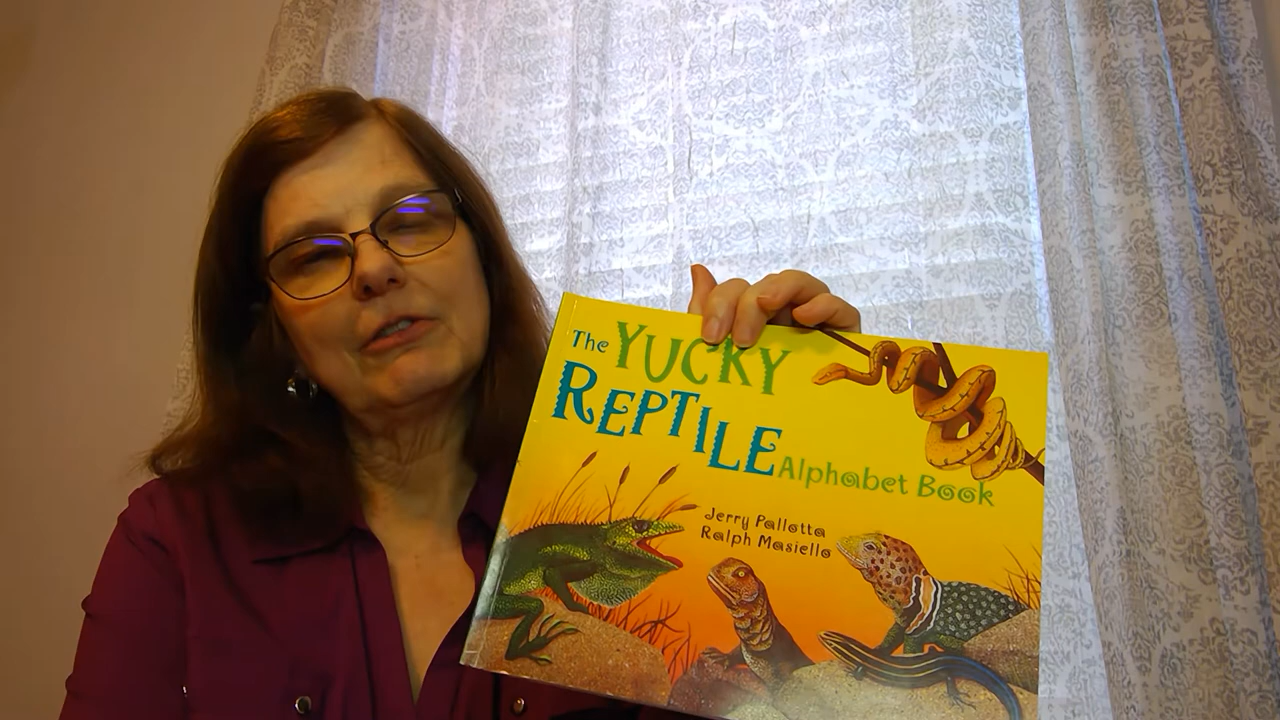 The YUCKY
REPTILE
Alphabet Book
Jerry Pallotta
Ralph Masiello